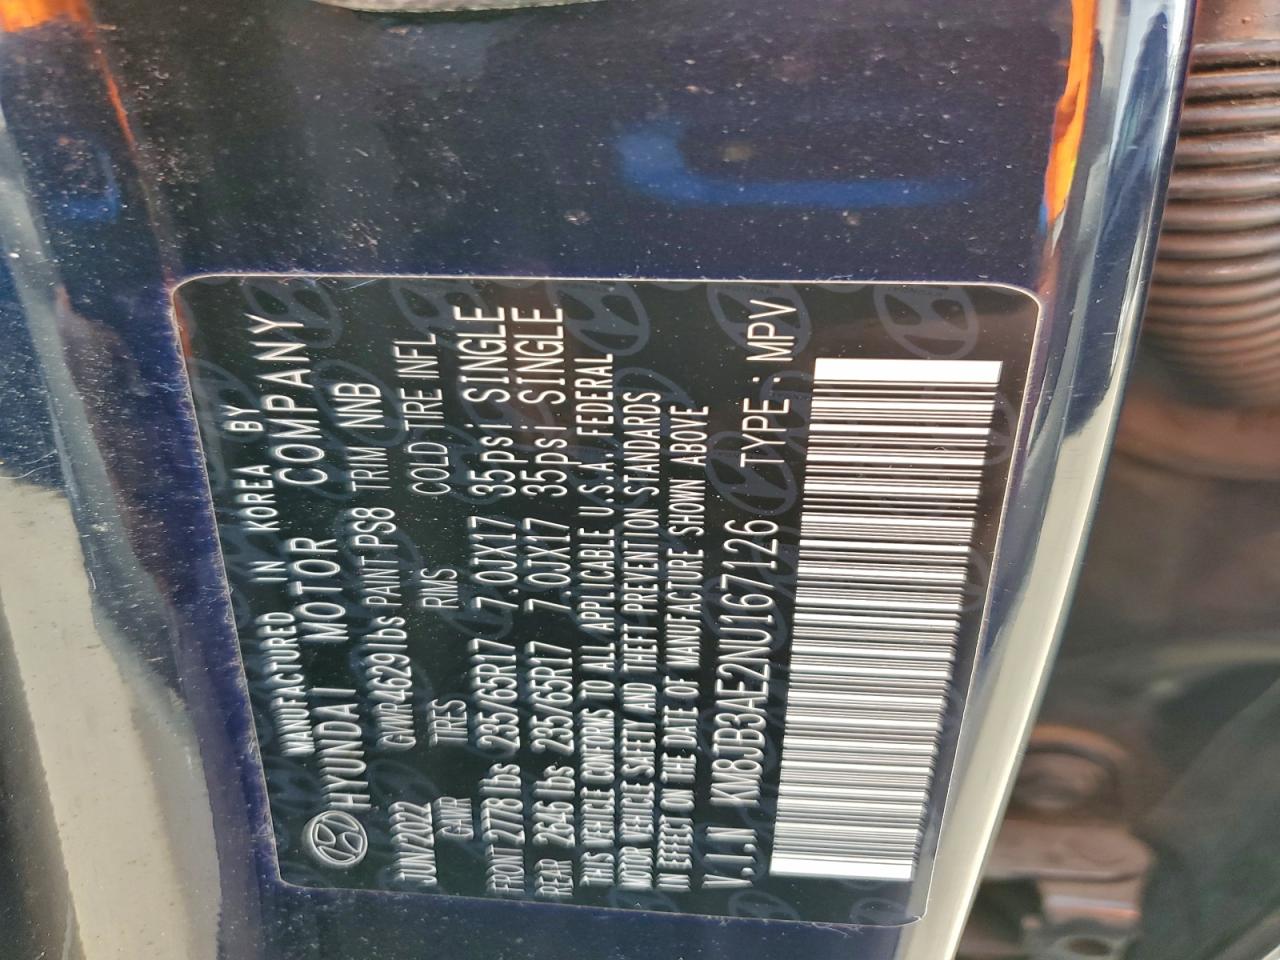 MANUFACTURED IN KOREA BY
HYUNDAI MOTOR COMPANY
JUN/2022 GVWR 4629lbs PAINT PS8 TRIM NNB
GAWR TIRES RIMS COLD TIRE INFL
FRONT 2778 lbs 235/65R17 7.0JX17 35psi SINGLE
REAR 2646 lbs 235/65R17 7.0JX17 35psi SINGLE
THIS VEHICLE CONFORMS TO ALL APPLICABLE U.S.A. FEDERAL
MOTOR VEHICLE SAFETY AND THEFT PREVENTION STANDARDS
IN EFFECT ON THE DATE OF MANUFACTURE SHOWN ABOVE
V.I.N KM8JB3AE2NU167126 TYPE: MPV